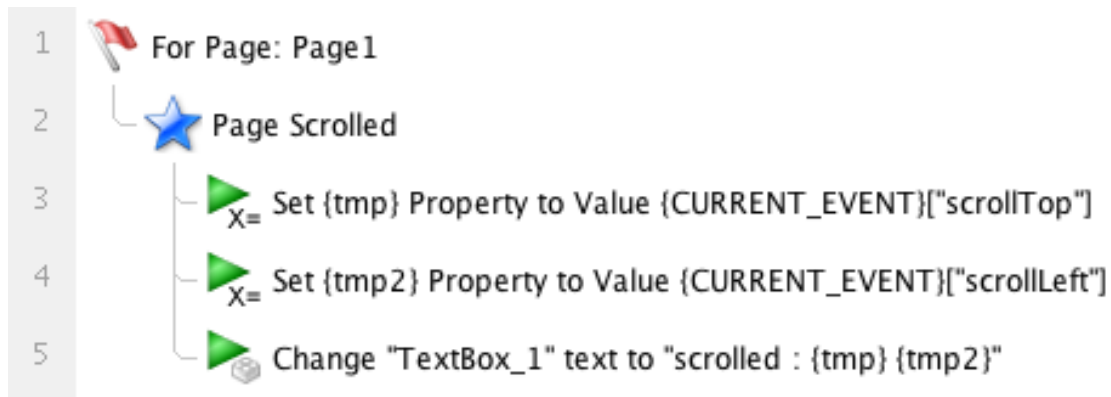 1 For Page: Page1
2 Page Scrolled
3 X= Set {tmp} Property to Value {CURRENT_EVENT}["scrollTop"]
4 X= Set {tmp2} Property to Value {CURRENT_EVENT}["scrollLeft"]
5 Change "TextBox_1" text to "scrolled : {tmp} {tmp2}"